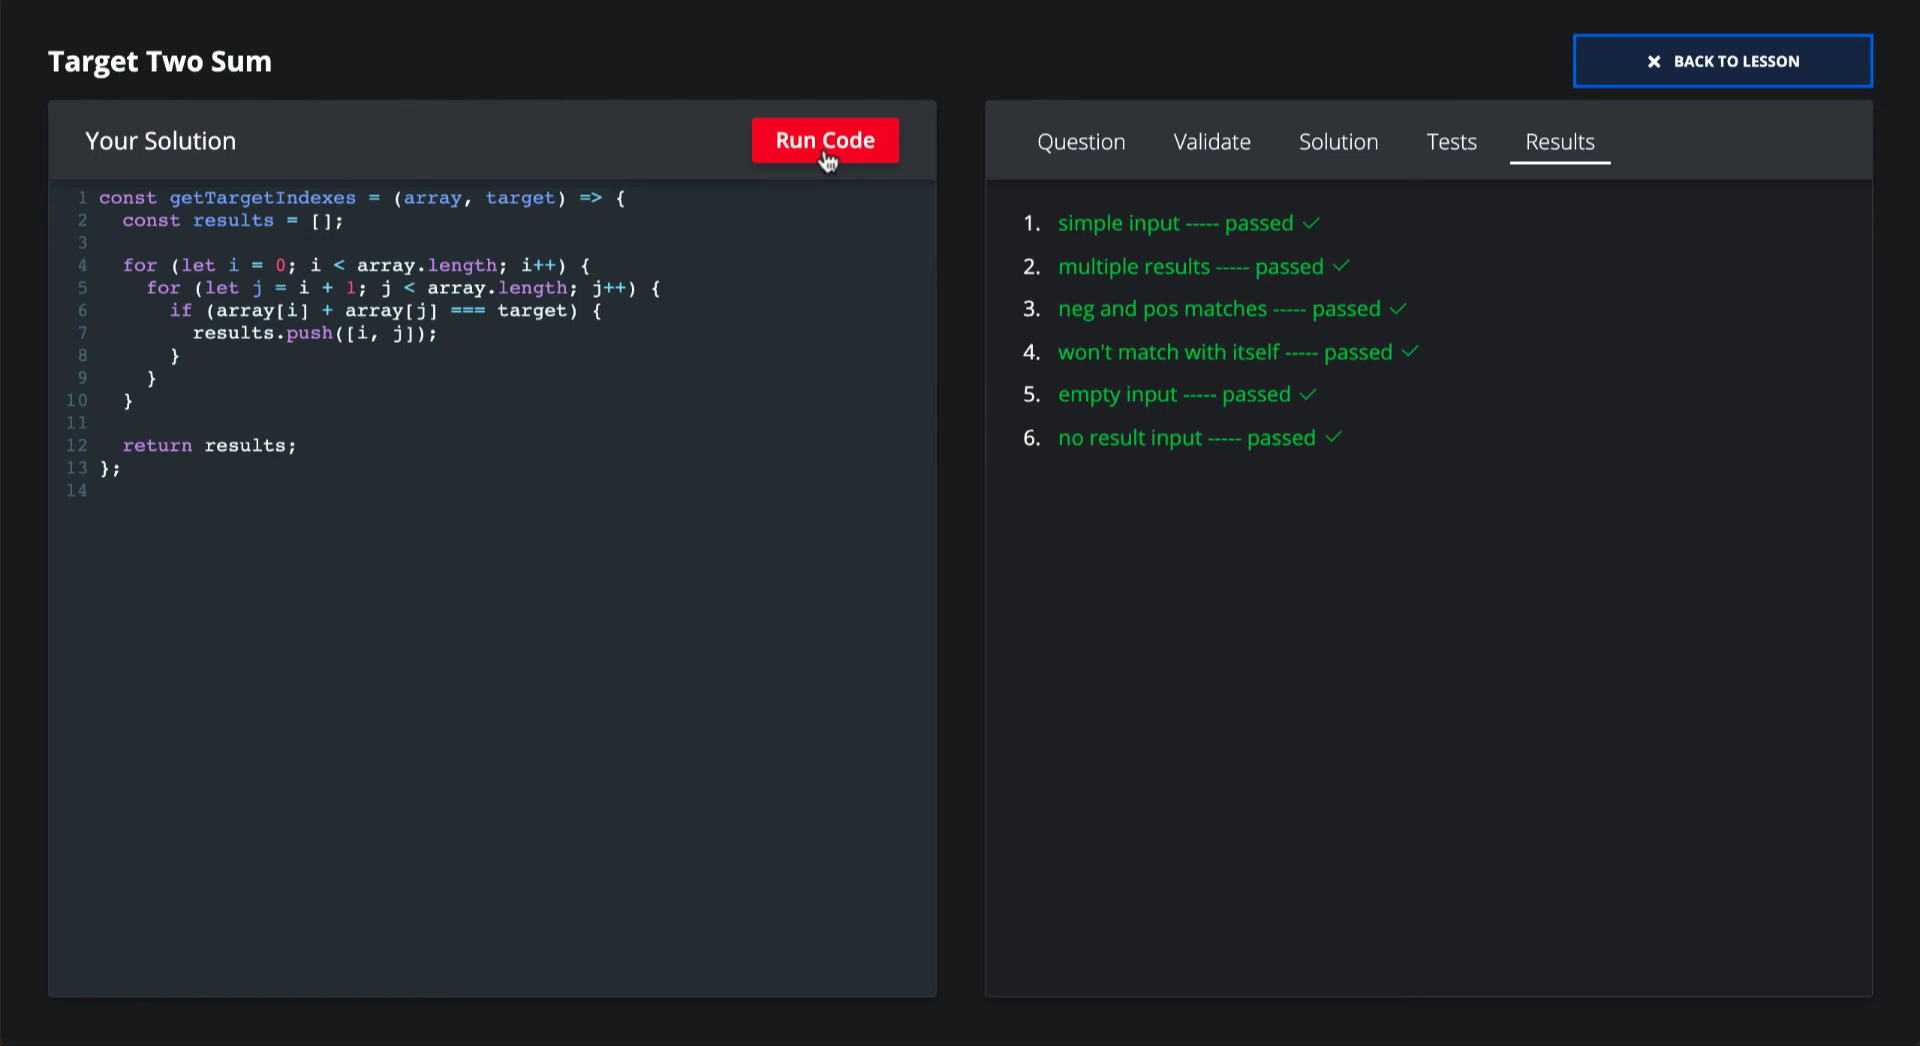 Target Two Sum
✕ BACK TO LESSON
Your Solution
Run Code
1 const getTargetIndexes = (array, target) => {
2   const results = [];
3
4   for (let i = 0; i < array.length; i++) {
5     for (let j = i + 1; j < array.length; j++) {
6       if (array[i] + array[j] === target) {
7         results.push([i, j]);
8       }
9     }
10   }
11
12   return results;
13 };
14
Question Validate Solution Tests Results
1. simple input ----- passed ✓
2. multiple results ----- passed ✓
3. neg and pos matches ----- passed ✓
4. won't match with itself ----- passed ✓
5. empty input ----- passed ✓
6. no result input ----- passed ✓